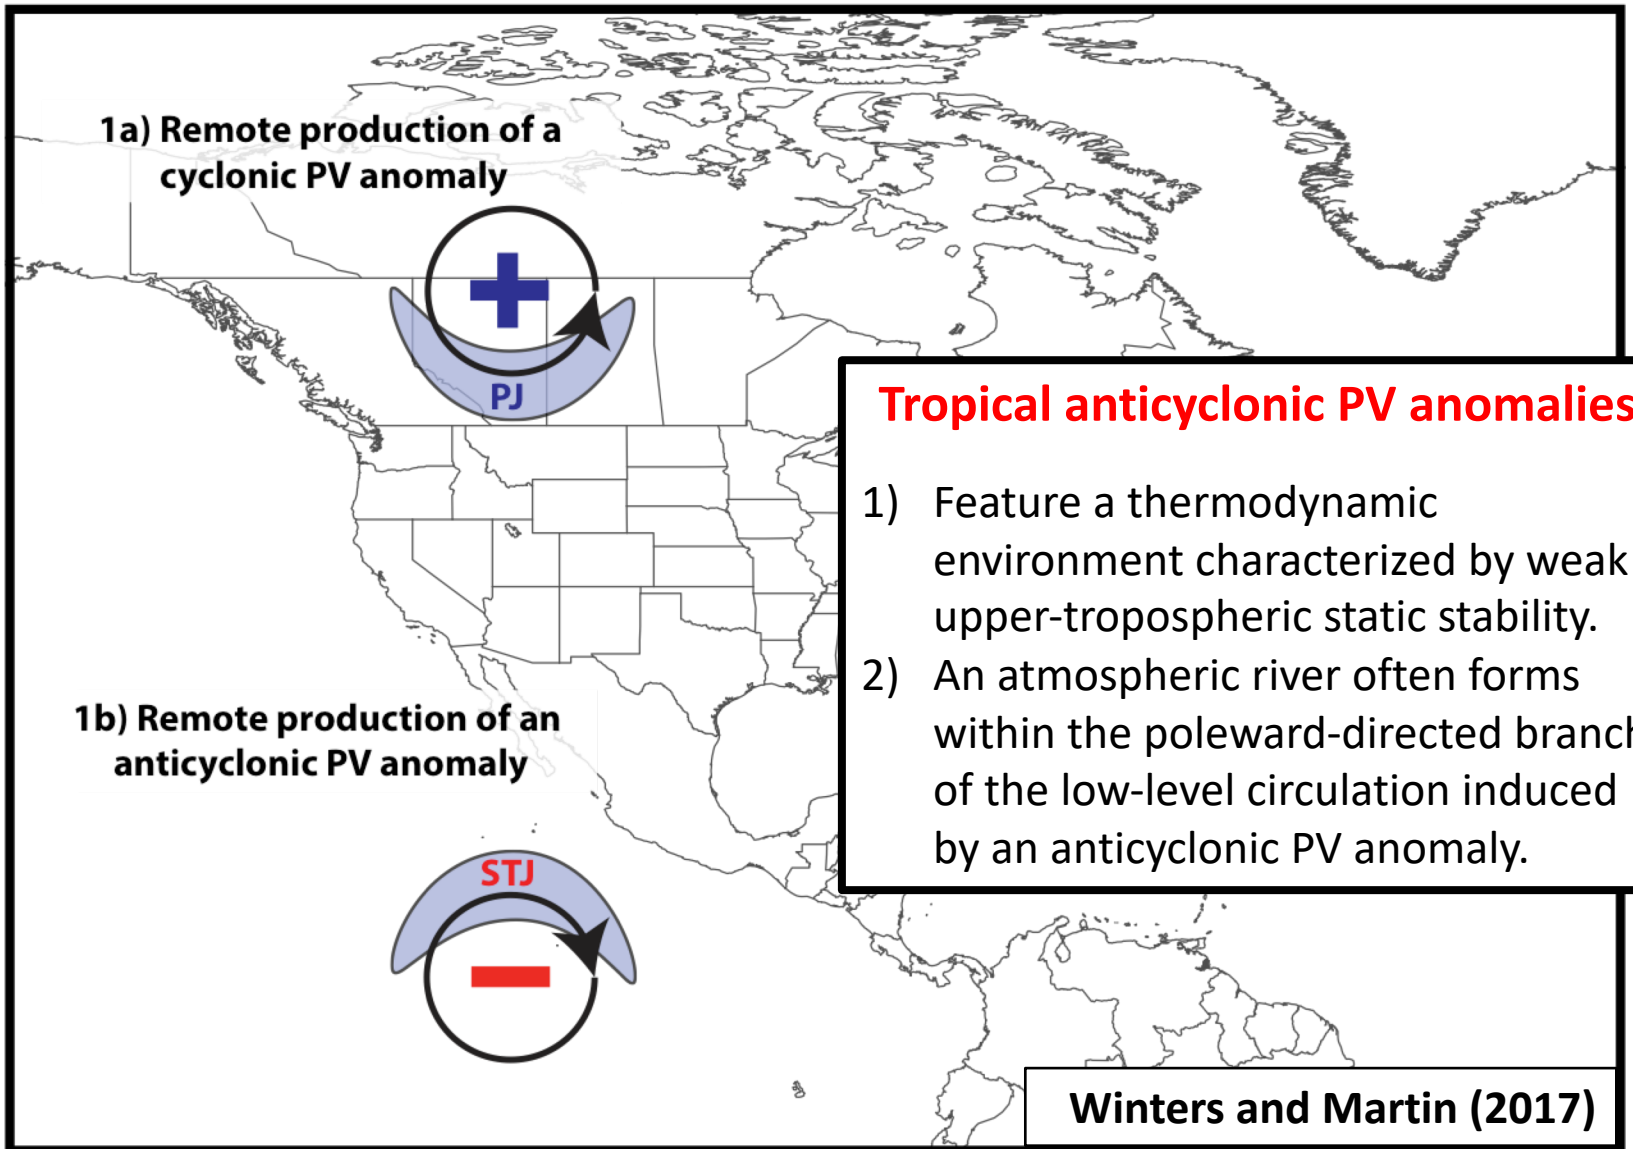 1a) Remote production of a
cyclonic PV anomaly
PJ
Tropical anticyclonic PV anomalies
1) Feature a thermodynamic
environment characterized by weak
upper-tropospheric static stability.
2) An atmospheric river often forms
within the poleward-directed branch
of the low-level circulation induced
by an anticyclonic PV anomaly.
1b) Remote production of an
anticyclonic PV anomaly
STJ
Winters and Martin (2017)